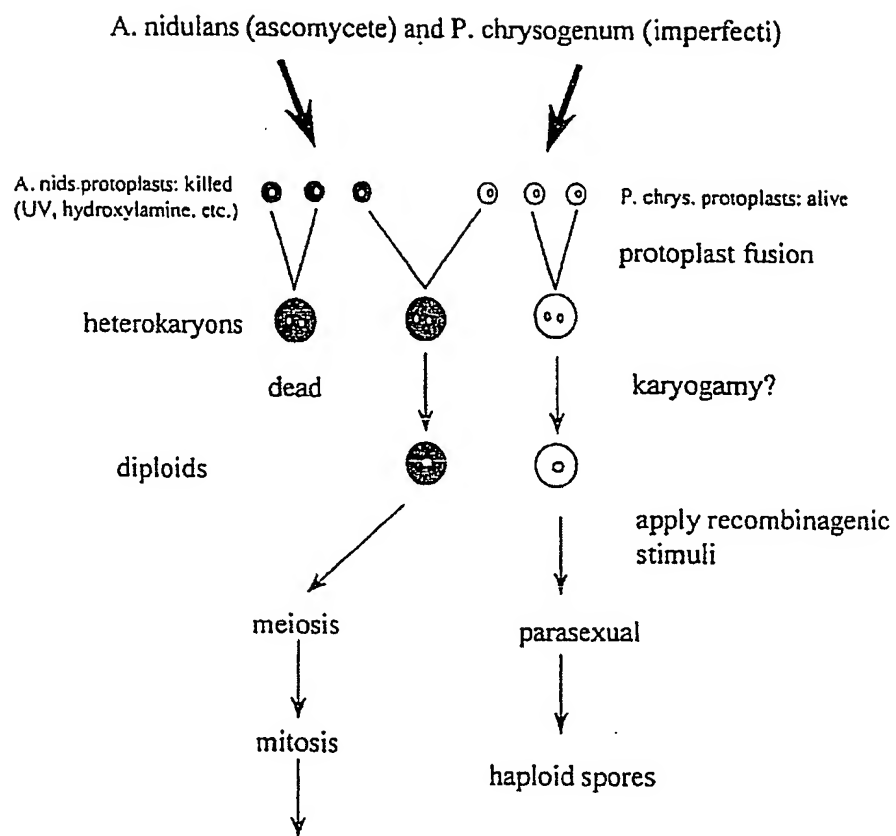 A. nidulans (ascomycete) and P. chrysogenum (imperfecti)
A. nids.protoplasts: killed
(UV, hydroxylamine, etc.)
P. chrys. protoplasts: alive
protoplast fusion
heterokaryons
dead
karyogamy?
diploids
apply recombinagenic
stimuli
meiosis
parasexual
mitosis
haploid spores